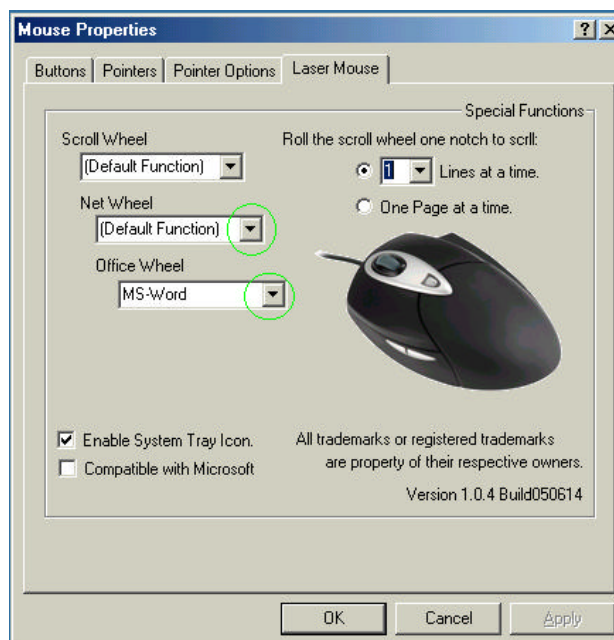 Mouse Properties
? X
Buttons Pointers Pointer Options Laser Mouse
Special Functions
Scroll Wheel
(Default Function)
Net Wheel
(Default Function)
Office Wheel
MS-Word
Roll the scroll wheel one notch to scrll:
1 Lines at a time.
One Page at a time.
Enable System Tray Icon.
Compatible with Microsoft
All trademarks or registered trademarks
are property of their respective owners.
Version 1.0.4 Build050614
OK Cancel Apply